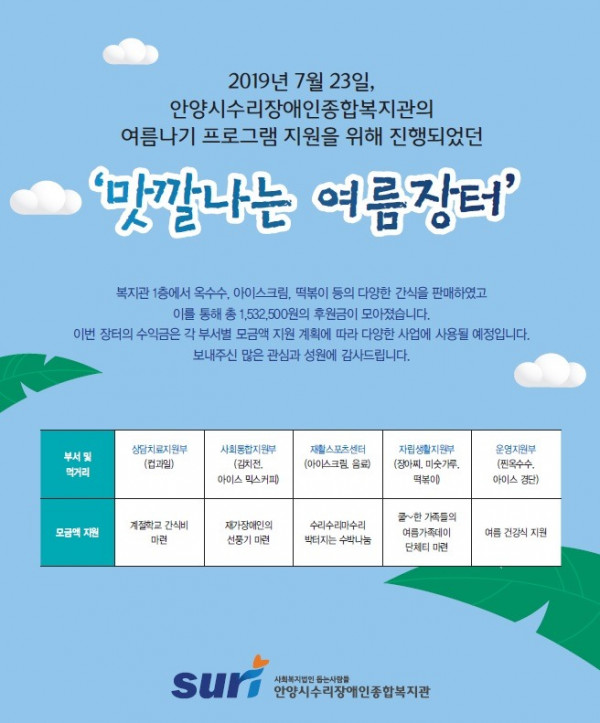 2019년 7월 23일,
안양시수리장애인종합복지관의
여름나기 프로그램 지원을 위해 진행되었던
‘맛깔나는 여름장터’
복지관 1층에서 옥수수, 아이스크림, 떡볶이 등의 다양한 간식을 판매하였고
이를 통해 총 1,532,500원의 후원금이 모아졌습니다.
이번 장터의 수익금은 각 부서별 모금액 지원 계획에 따라 다양한 사업에 사용될 예정입니다.
보내주신 많은 관심과 성원에 감사드립니다.
부서 및
먹거리
상담치료지원부
(컵과일)
사회통합지원부
(김치전,
아이스 믹스커피)
재활스포츠센터
(아이스크림, 음료)
자립생활지원부
(장아찌, 미숫가루,
떡볶이)
운영지원부
(찐옥수수,
아이스 경단)
모금액 지원
계절학교 간식비
마련
재가장애인의
선풍기 마련
수리수리마수리
박터지는 수박나눔
쿨~한 가족들의
여름가족데이
단체티 마련
여름 건강식 지원
suri
사회복지법인 돕는사람들
안양시수리장애인종합복지관